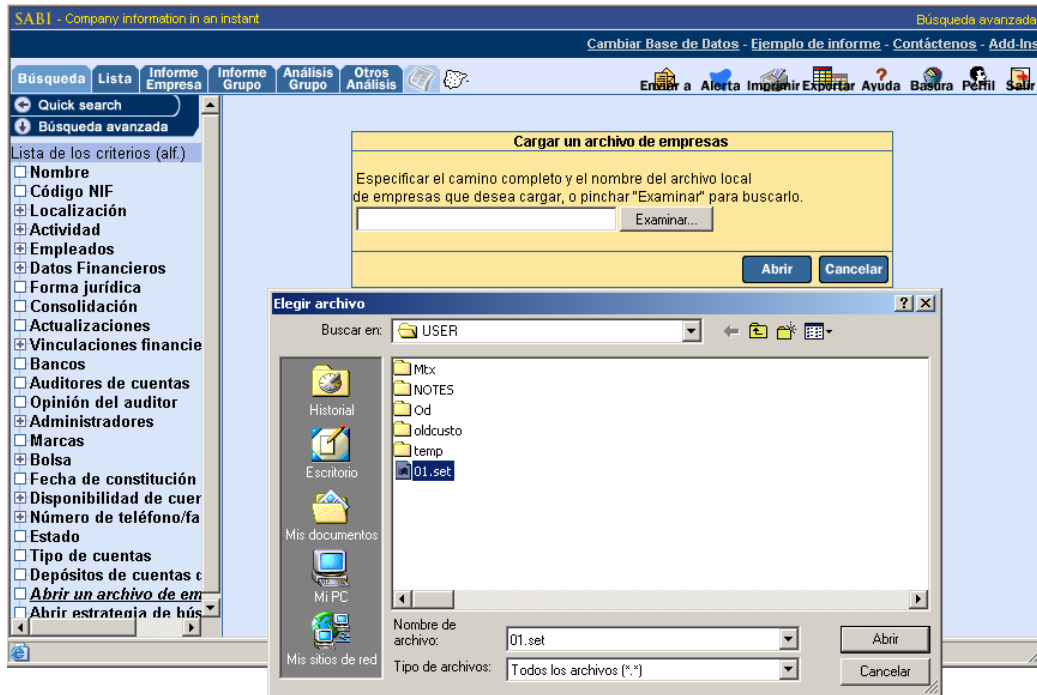 SABI - Company information in an instant
Búsqueda avanzada
Cambiar Base de Datos - Ejemplo de informe - Contáctenos - Add-Ins
Búsqueda
Lista
Informe Empresa
Informe Grupo
Análisis Grupo
Otros Análisis
Enviar a
Alerta
Imprimir
Exportar
Ayuda
Basura
Perfil
Salir
Quick search
Búsqueda avanzada
Lista de los criterios (alf.)
Nombre
Código NIF
Localización
Actividad
Empleados
Datos Financieros
Forma jurídica
Consolidación
Actualizaciones
Vinculaciones financie
Bancos
Auditores de cuentas
Opinión del auditor
Administradores
Marcas
Bolsa
Fecha de constitución
Disponibilidad de cuer
Número de teléfono/fa
Estado
Tipo de cuentas
Depósitos de cuentas c
Abrir un archivo de em
Abrir estrategia de bús
Cargar un archivo de empresas
Especificar el camino completo y el nombre del archivo local
de empresas que desea cargar, o pinchar "Examinar" para buscarlo.
Examinar...
Abrir
Cancelar
Elegir archivo
Buscar en:
USER
Historial
Escritorio
Mis documentos
Mi PC
Mis sitios de red
Mtx
NOTES
Od
oldcusto
temp
01.set
Nombre de
archivo:
01.set
Abrir
Tipo de archivos:
Todos los archivos (*.*)
Cancelar